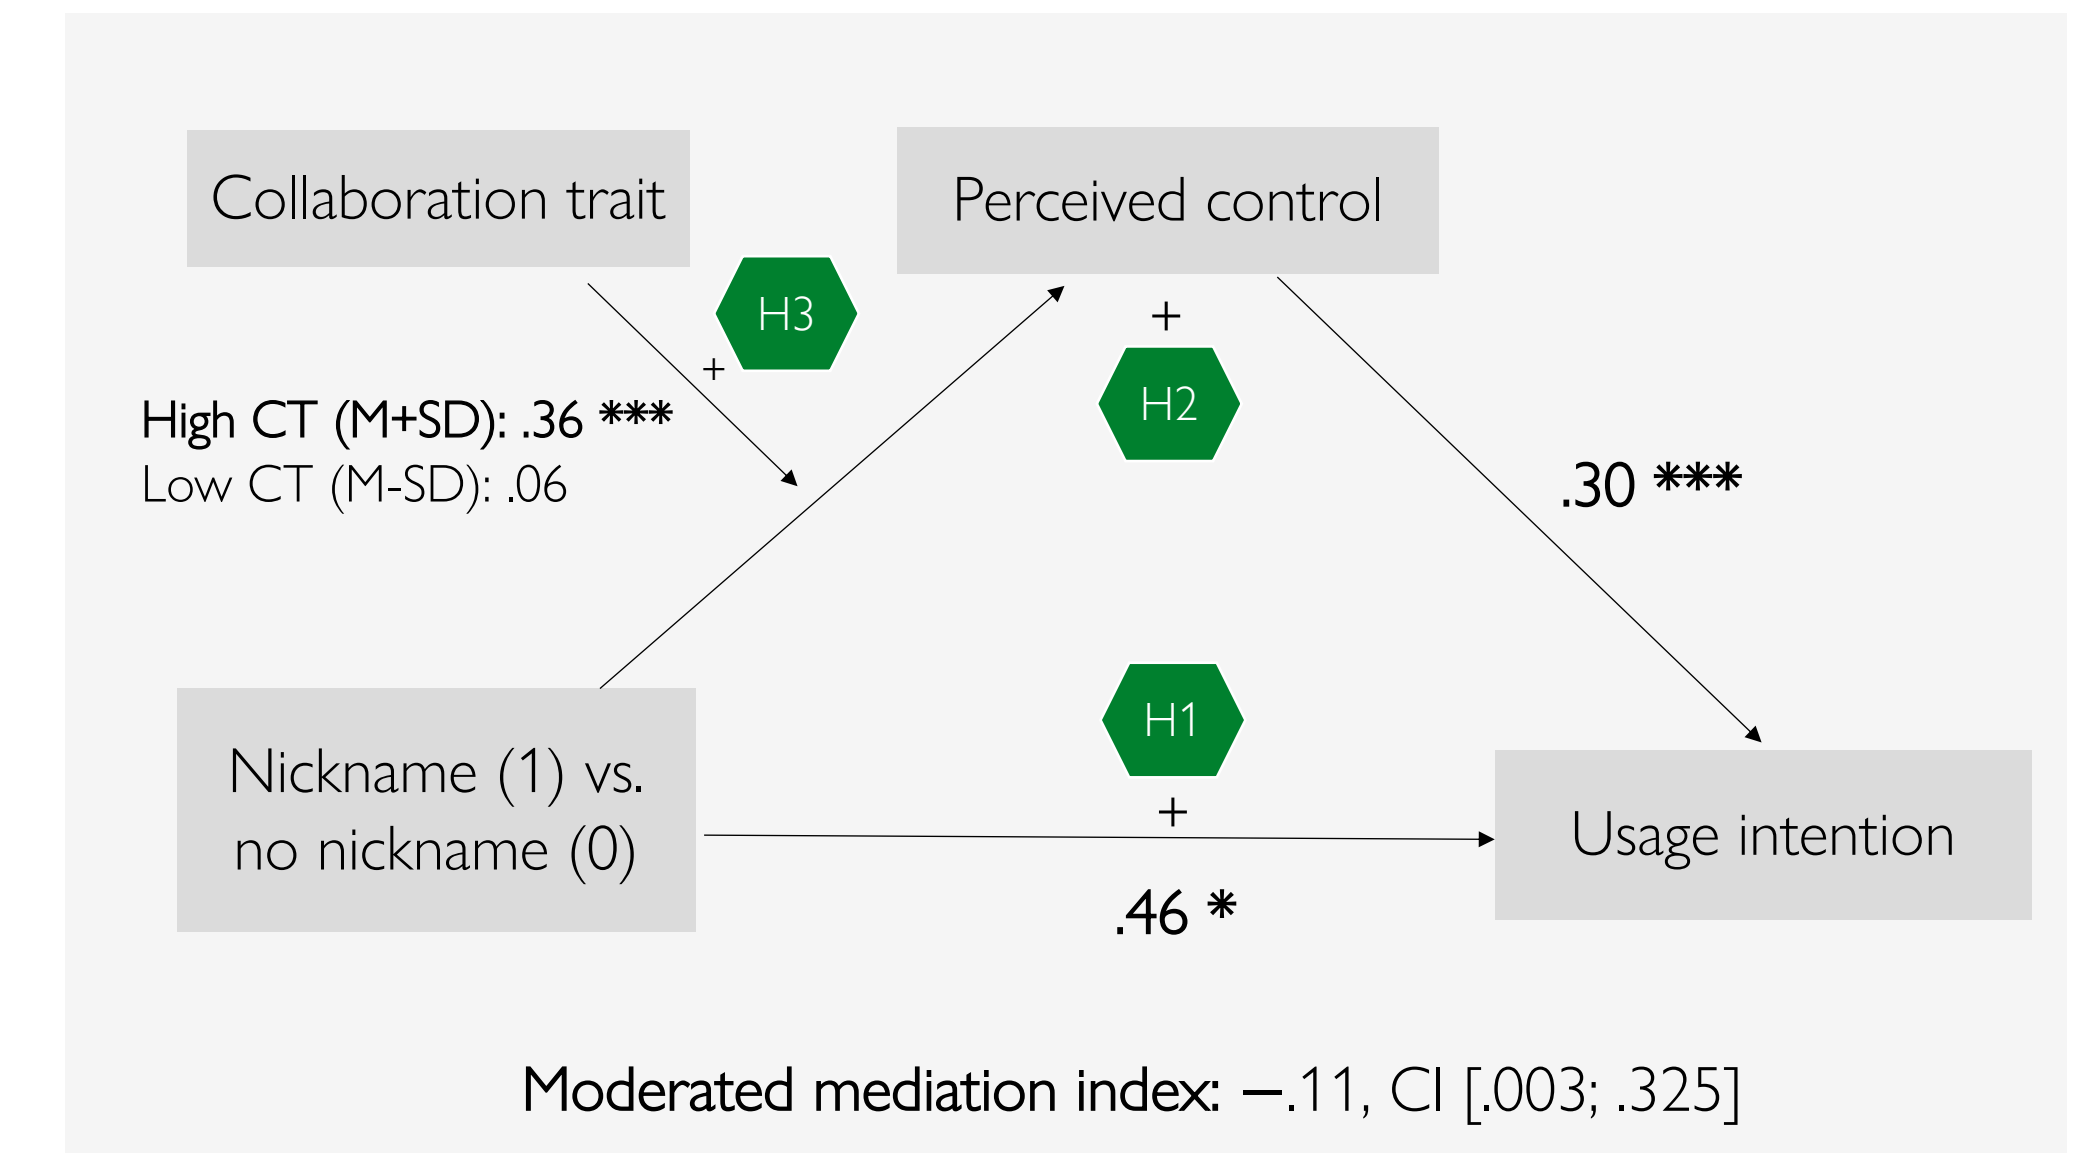 Collaboration trait
Perceived control
H3
+
+
H2
High CT (M+SD): .36 ***
Low CT (M-SD): .06
.30 ***
H1
+
Nickname (1) vs.
no nickname (0)
Usage intention
.46 *
Moderated mediation index: –.11, CI [.003; .325]